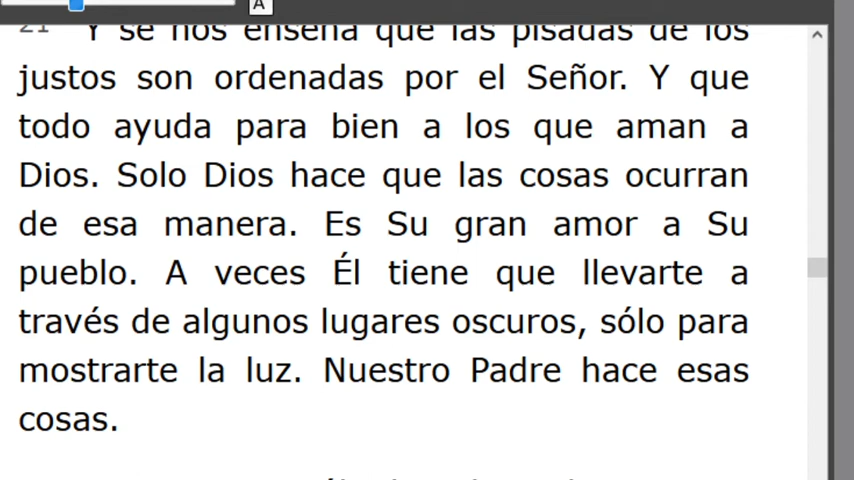 A
21 Y se nos enseña que las pisadas de los
justos son ordenadas por el Señor. Y que
todo ayuda para bien a los que aman a
Dios. Solo Dios hace que las cosas ocurran
de esa manera. Es Su gran amor a Su
pueblo. A veces Él tiene que llevarte a
través de algunos lugares oscuros, sólo para
mostrarte la luz. Nuestro Padre hace esas
cosas.